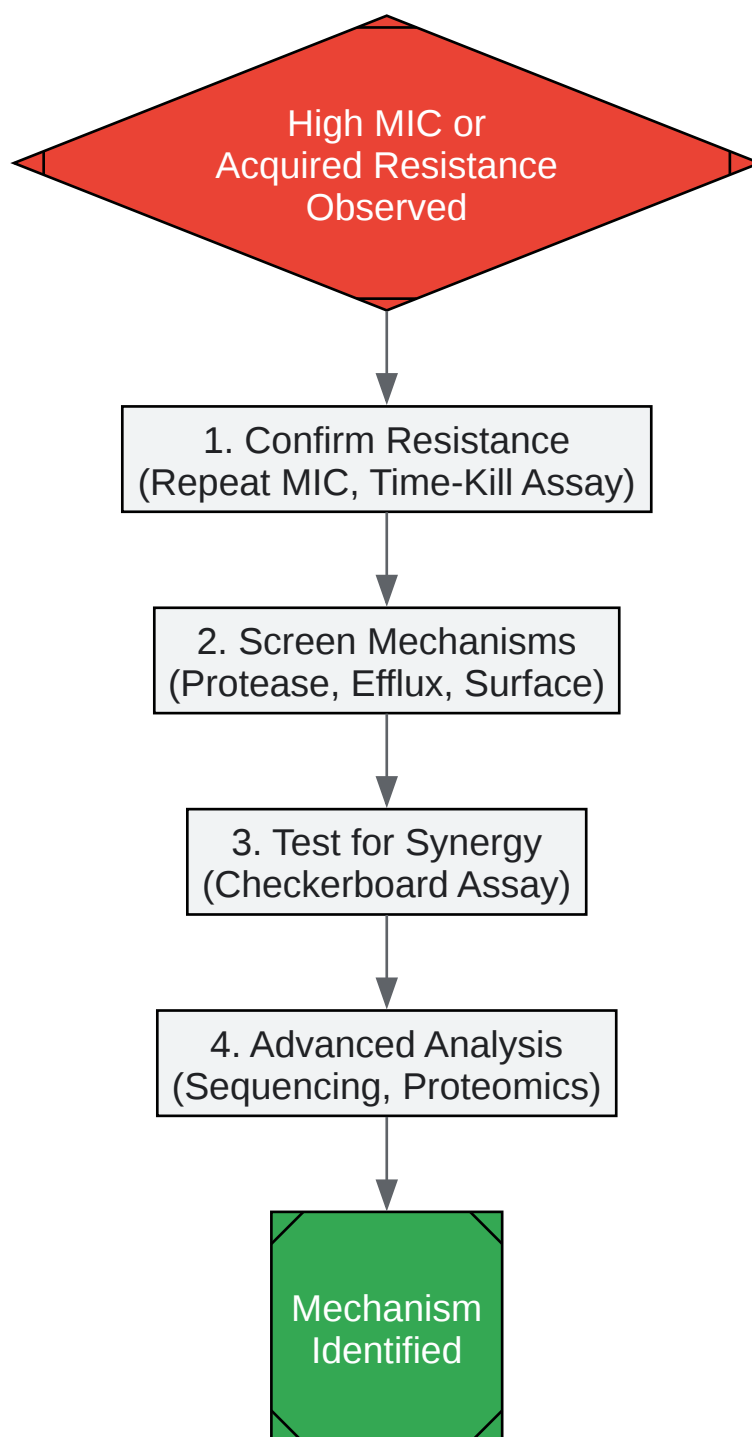 High MIC or
Acquired Resistance
Observed
1. Confirm Resistance
(Repeat MIC, Time-Kill Assay)
2. Screen Mechanisms
(Protease, Efflux, Surface)
3. Test for Synergy
(Checkerboard Assay)
4. Advanced Analysis
(Sequencing, Proteomics)
Mechanism
Identified